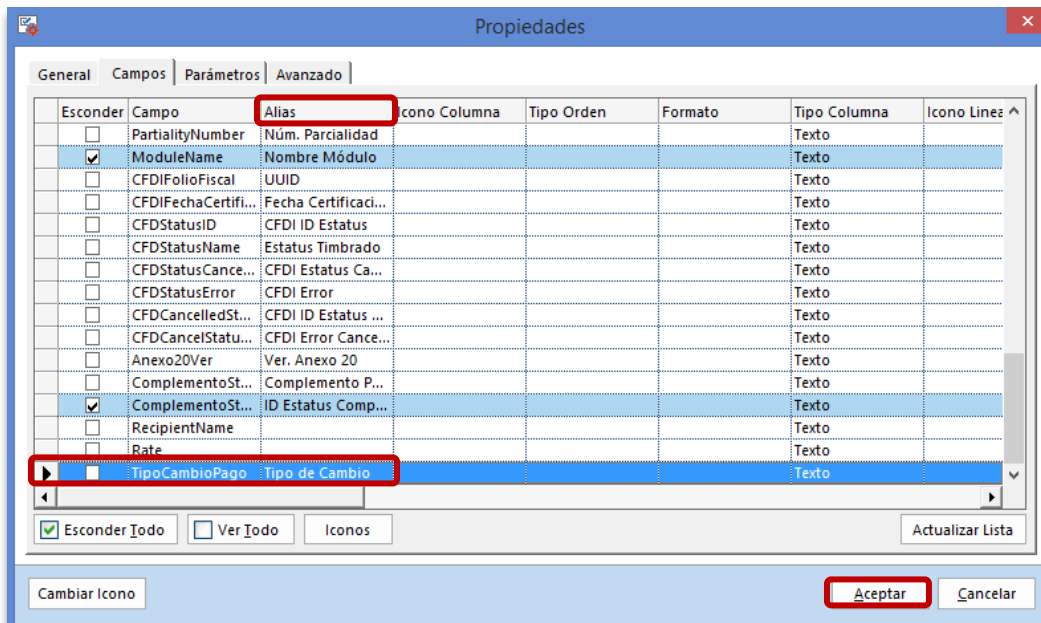 Propiedades
General Campos Parámetros Avanzado
Esconder Campo Alias Icono Columna Tipo Orden Formato Tipo Columna Icono Linea
PartialityNumber Núm. Parcialidad Texto
ModuleName Nombre Módulo Texto
CFDIFolioFiscal UUID Texto
CFDIFechaCertifi... Fecha Certificaci... Texto
CFDStatusID CFDI ID Estatus Texto
CFDStatusName Estatus Timbrado Texto
CFDStatusCance... CFDI Estatus Ca... Texto
CFDStatusError CFDI Error Texto
CFDCancelledSt... CFDI ID Estatus ... Texto
CFDCancelStatu... CFDI Error Cance... Texto
Anexo20Ver Ver. Anexo 20 Texto
ComplementoSt... Complemento P... Texto
ComplementoSt... ID Estatus Comp... Texto
RecipientName Texto
Rate Texto
TipoCambioPago Tipo de Cambio Texto
Esconder Todo Ver Todo Iconos Actualizar Lista
Cambiar Icono Aceptar Cancelar